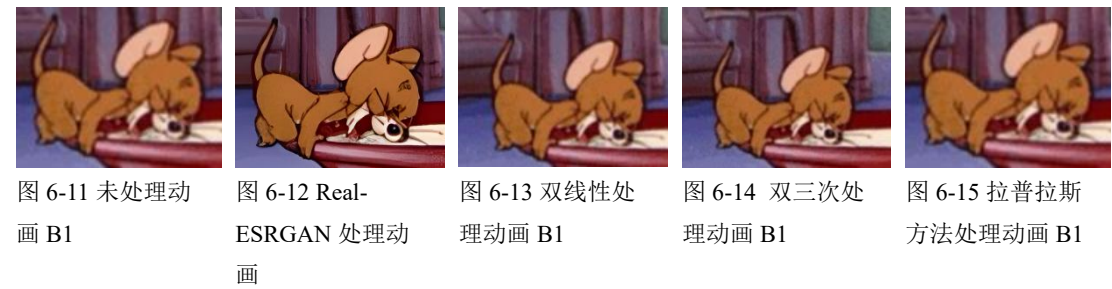 图 6-11 未处理动
画 B1
图 6-12 Real-
ESRGAN 处理动
画
图 6-13 双线性处
理动画 B1
图 6-14 双三次处
理动画 B1
图 6-15 拉普拉斯
方法处理动画 B1